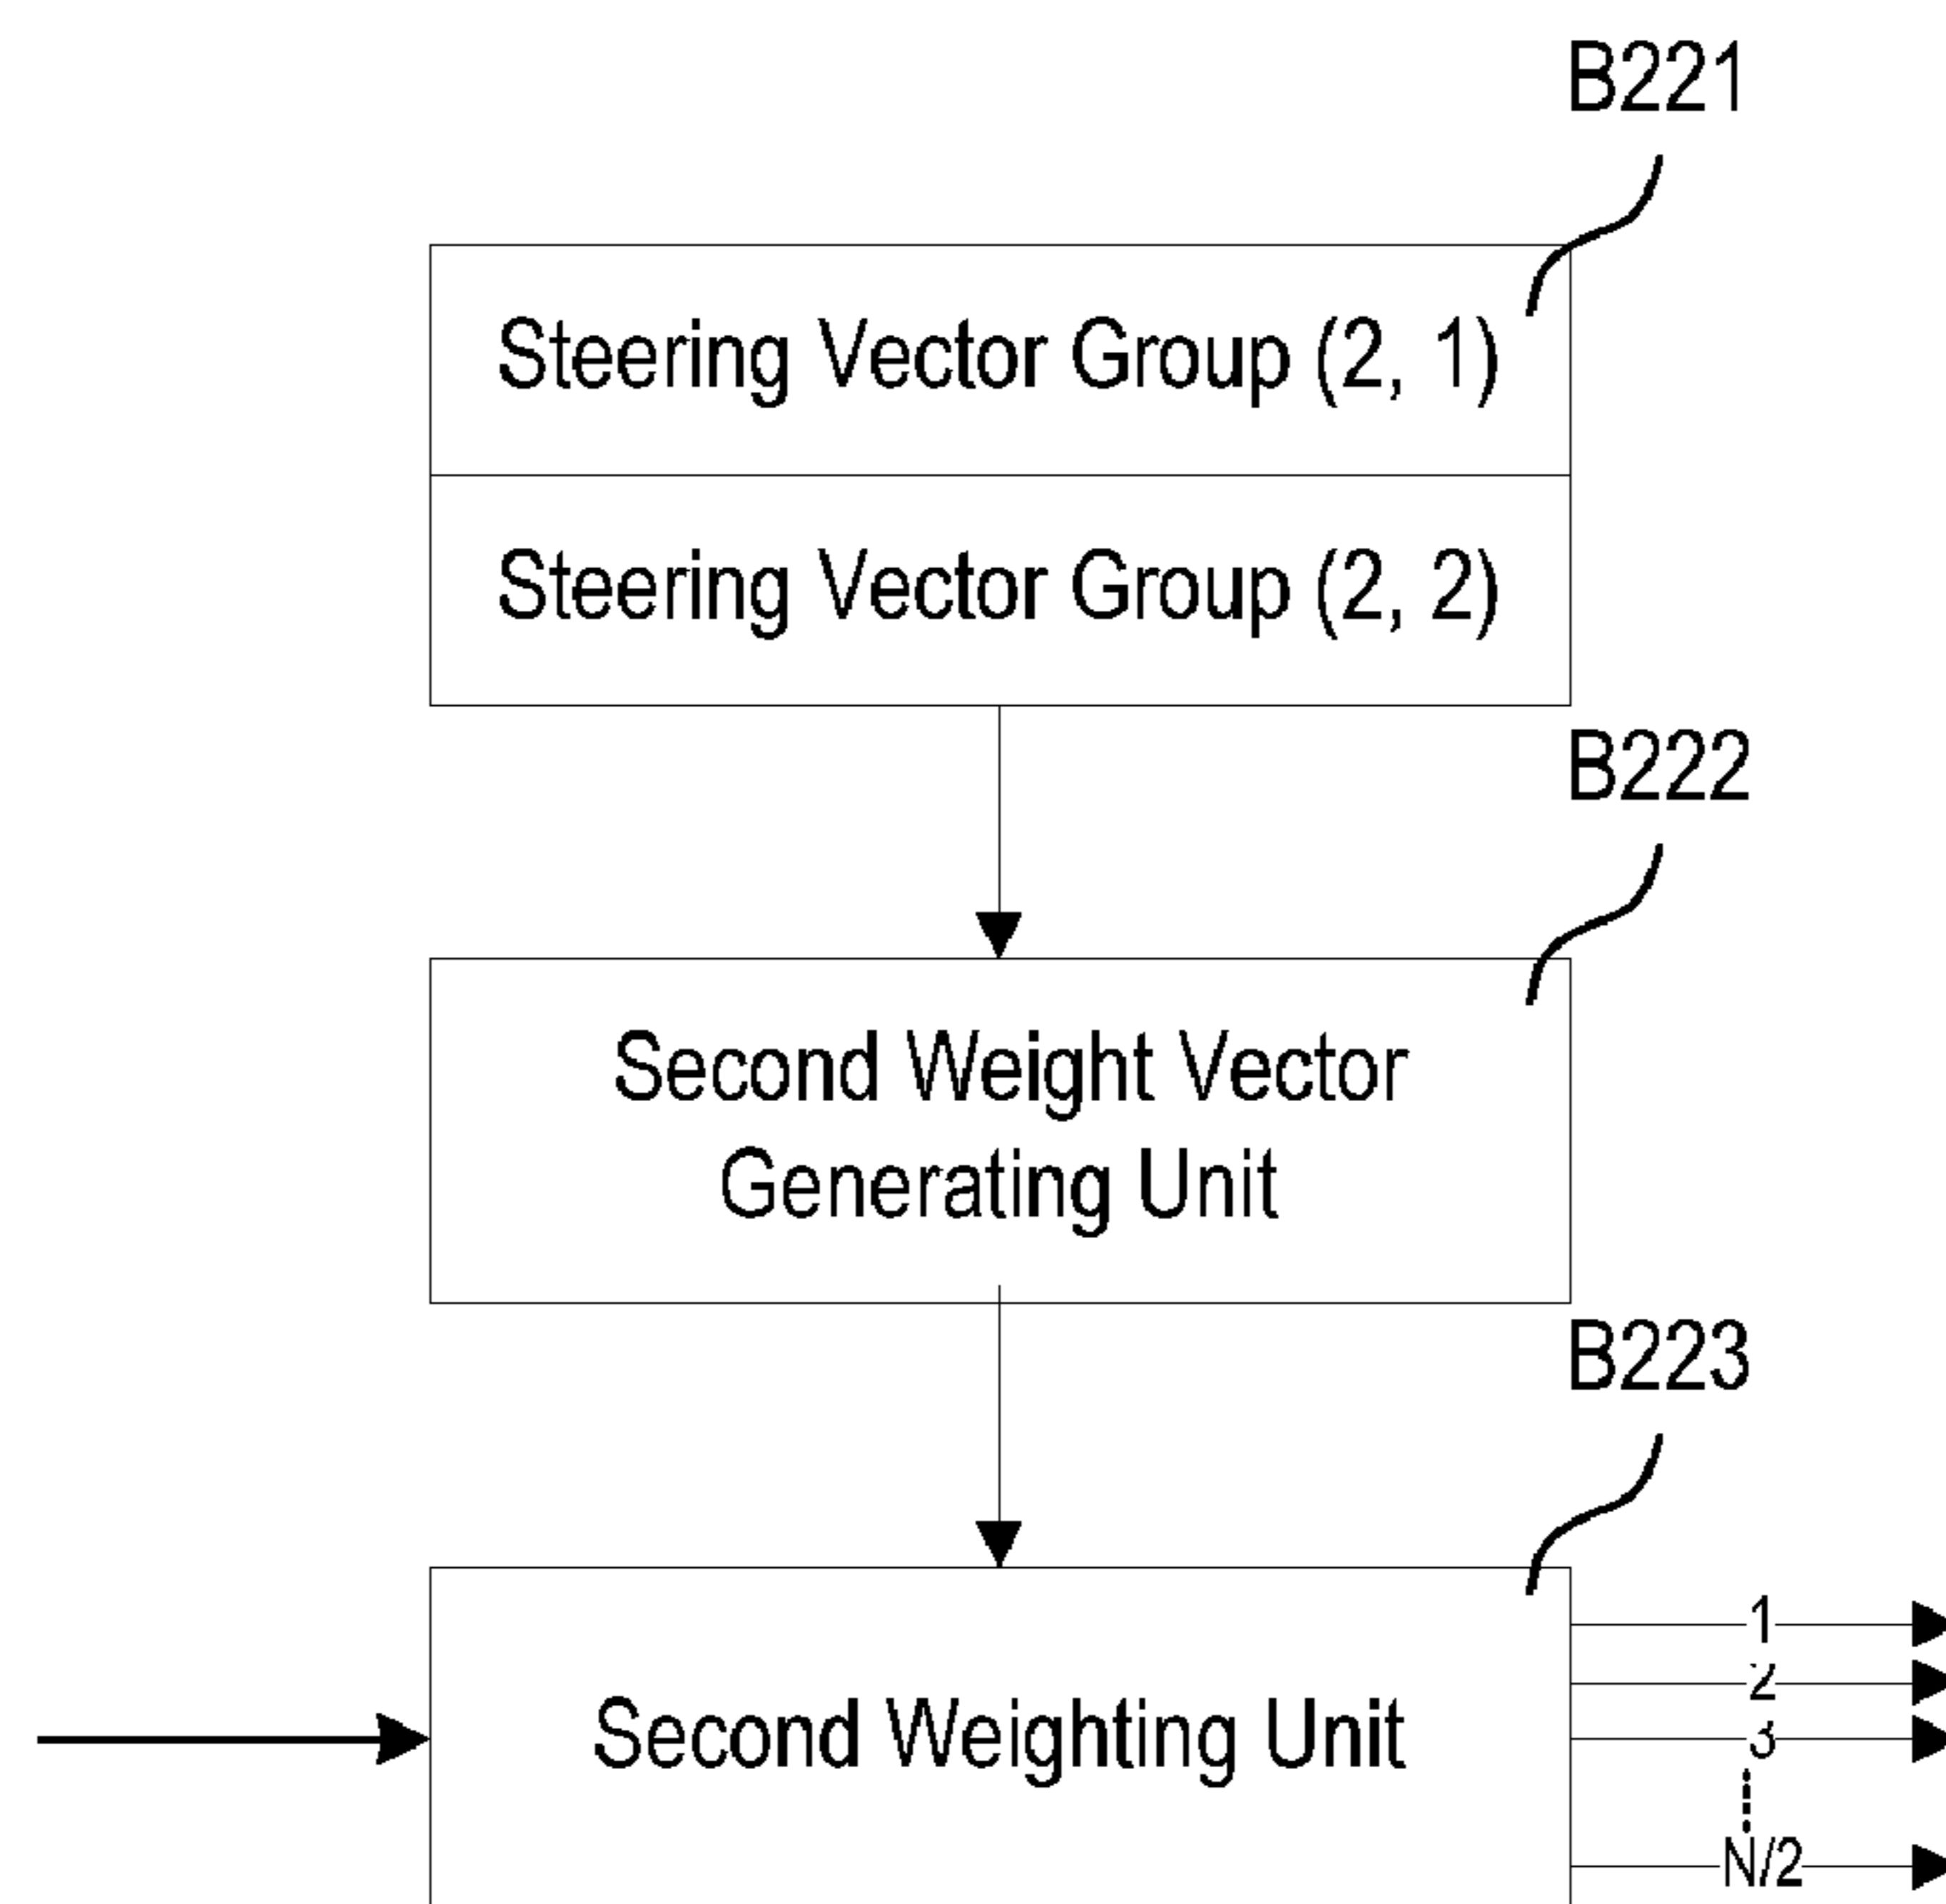 B221
Steering Vector Group (2, 1)
Steering Vector Group (2, 2)
B222
Second Weight Vector
Generating Unit
B223
1
2
3
Second Weighting Unit
N/2